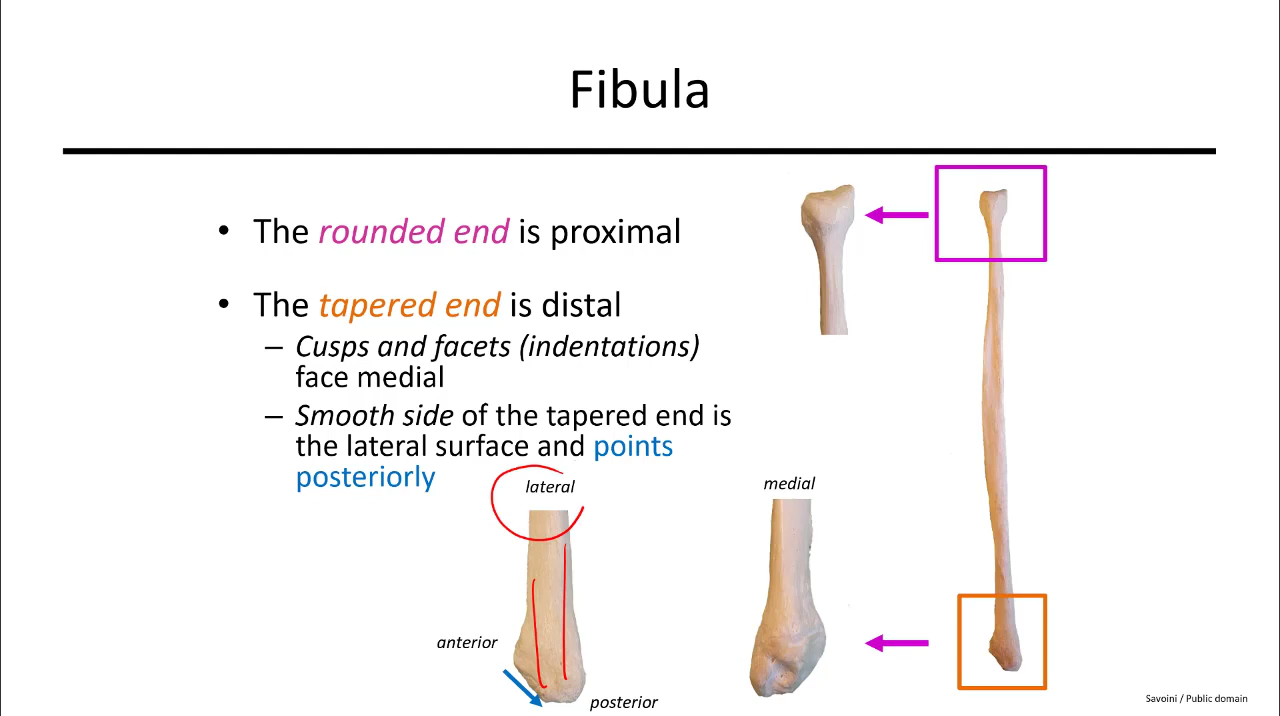 Fibula
• The rounded end is proximal
• The tapered end is distal
– Cusps and facets (indentations)
face medial
– Smooth side of the tapered end is
the lateral surface and points
posteriorly
lateral
medial
anterior
posterior
Savoini / Public domain